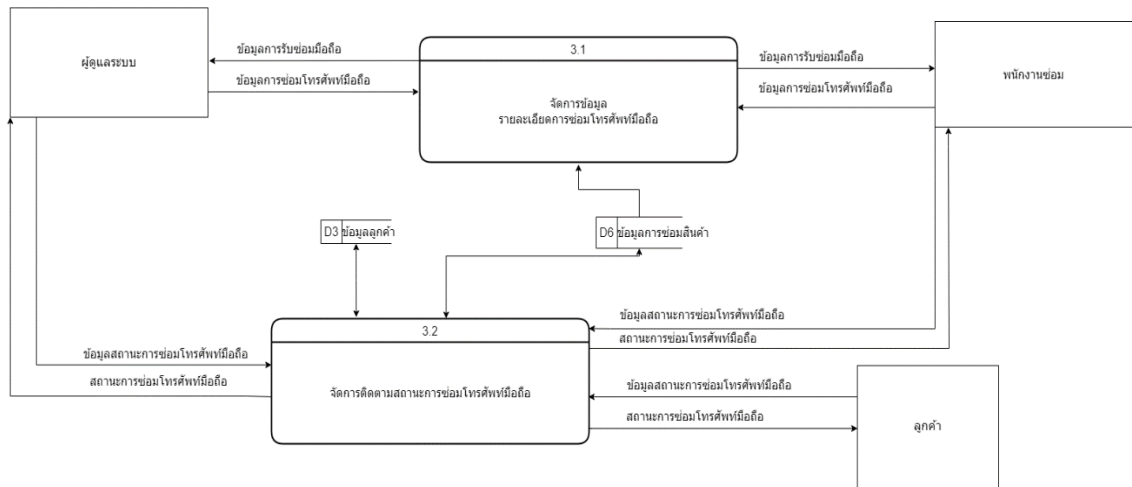 ผู้ดูแลระบบ
ข้อมูลการรับซ่อมมือถือ
ข้อมูลการซ่อมโทรศัพท์มือถือ
3.1
จัดการข้อมูล
รายละเอียดการซ่อมโทรศัพท์มือถือ
ข้อมูลการรับซ่อมมือถือ
ข้อมูลการซ่อมโทรศัพท์มือถือ
พนักงานซ่อม
D3 ข้อมูลลูกค้า
D6 ข้อมูลการซ่อมสินค้า
ข้อมูลสถานะการซ่อมโทรศัพท์มือถือ
สถานะการซ่อมโทรศัพท์มือถือ
3.2
จัดการติดตามสถานะการซ่อมโทรศัพท์มือถือ
ข้อมูลสถานะการซ่อมโทรศัพท์มือถือ
สถานะการซ่อมโทรศัพท์มือถือ
ข้อมูลสถานะการซ่อมโทรศัพท์มือถือ
สถานะการซ่อมโทรศัพท์มือถือ
ลูกค้า